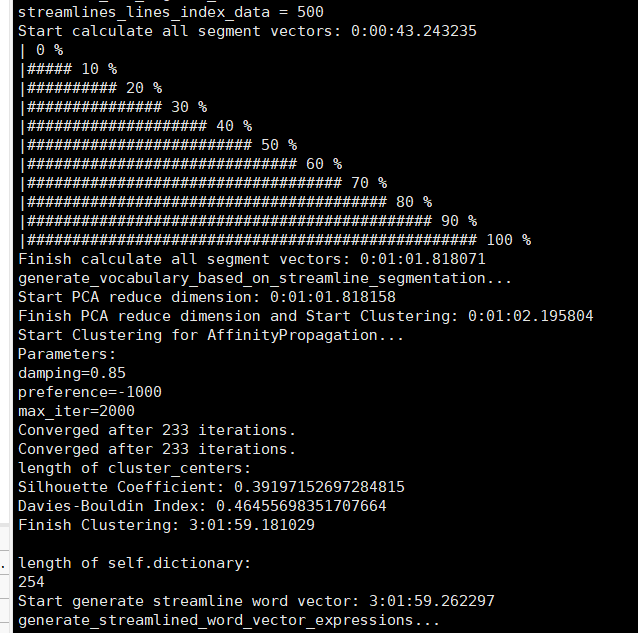 streamlines_lines_index_data = 500
Start calculate all segment vectors: 0:00:43.243235
| 0 %
|##### 10 %
|########## 20 %
|############### 30 %
|#################### 40 %
|######################### 50 %
|############################## 60 %
|################################### 70 %
|######################################## 80 %
|############################################# 90 %
|################################################## 100 %
Finish calculate all segment vectors: 0:01:01.818071
generate_vocabulary_based_on_streamline_segmentation...
Start PCA reduce dimension: 0:01:01.818158
Finish PCA reduce dimension and Start Clustering: 0:01:02.195804
Start Clustering for AffinityPropagation...
Parameters:
damping=0.85
preference=-1000
max_iter=2000
Converged after 233 iterations.
Converged after 233 iterations.
length of cluster_centers:
Silhouette Coefficient: 0.39197152697284815
Davies-Bouldin Index: 0.46455698351707664
Finish Clustering: 3:01:59.181029

length of self.dictionary:
254
Start generate streamline word vector: 3:01:59.262297
generate_streamlined_word_vector_expressions...